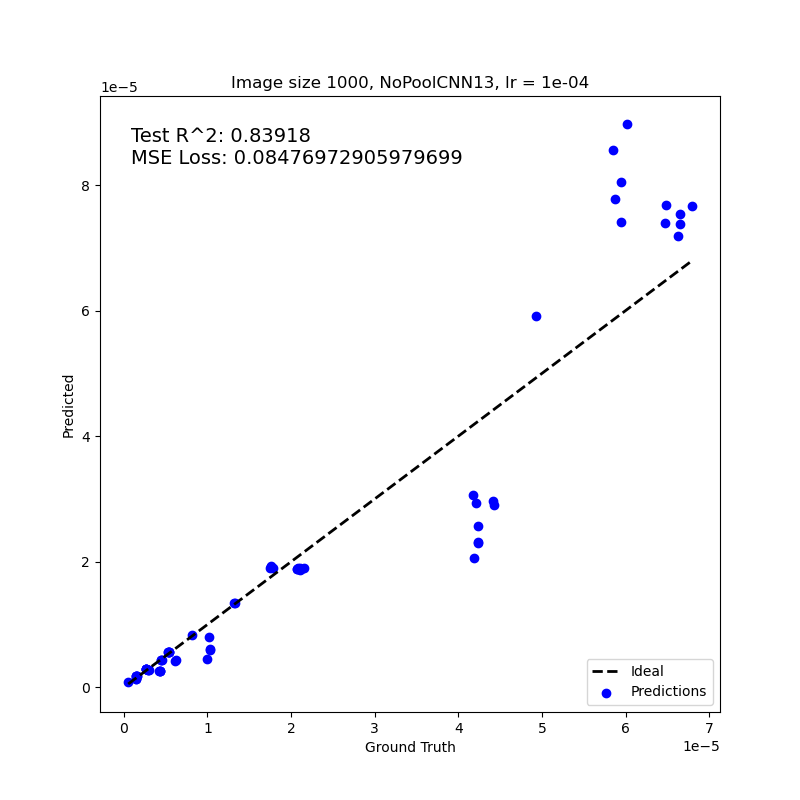 Image size 1000, NoPoolCNN13, lr = 1e-04
1e−5
Test R^2: 0.83918
MSE Loss: 0.08476972905979699
8
6
4
2
0
Predicted
Ideal
Predictions
0 1 2 3 4 5 6 7
1e−5
Ground Truth